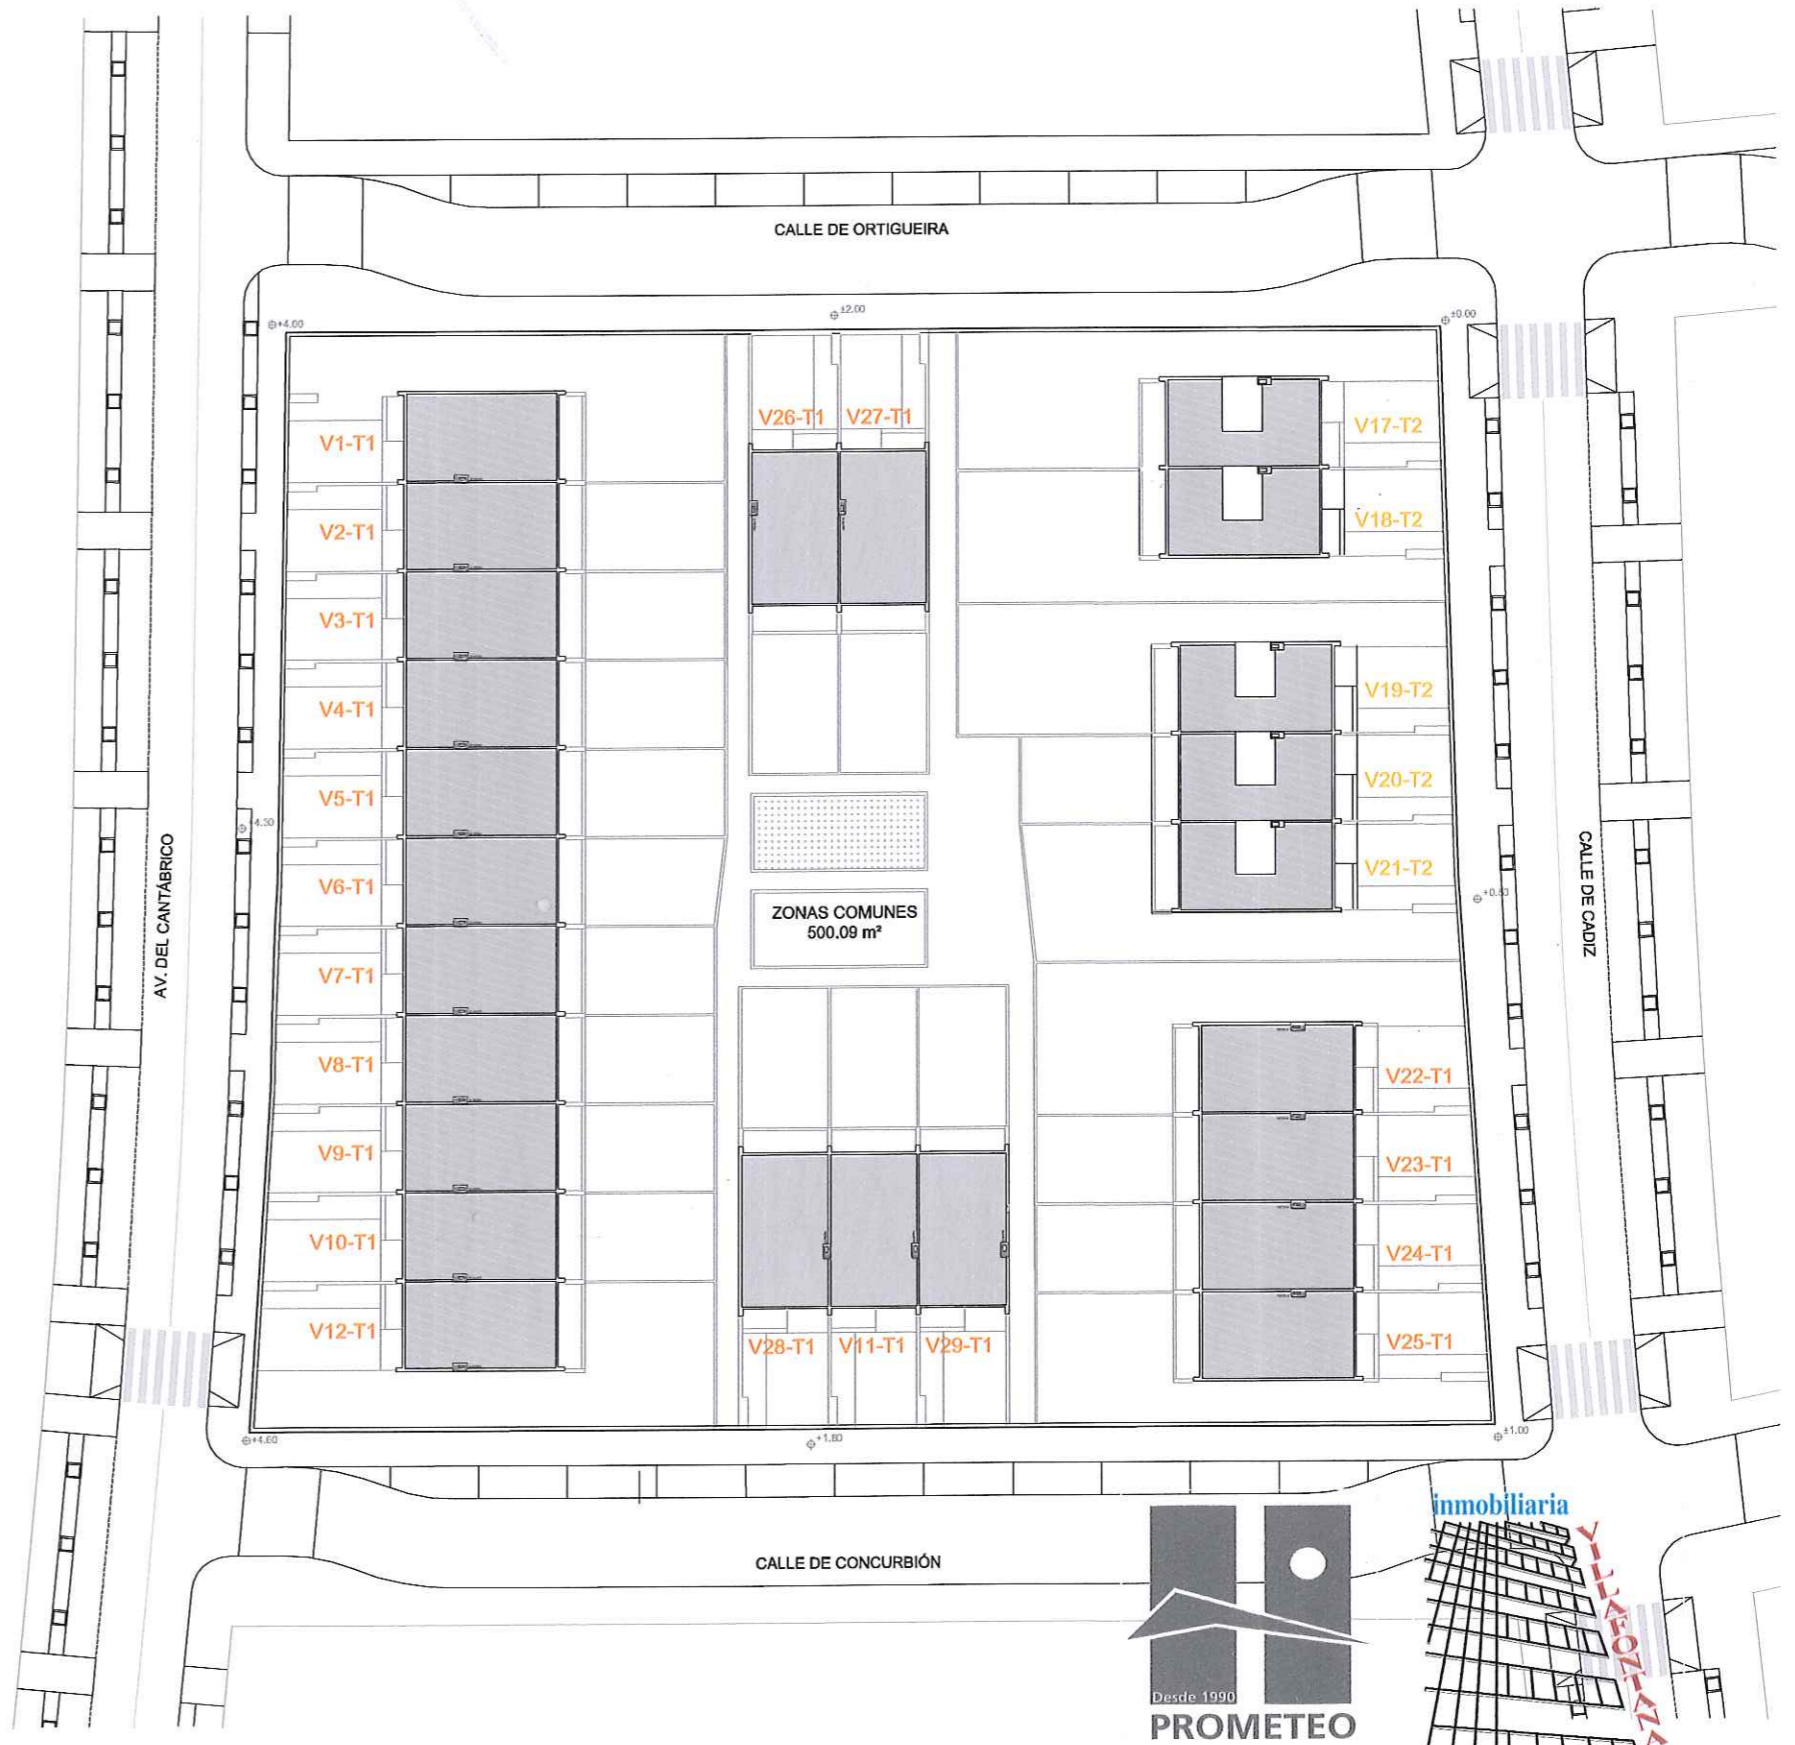 CALLE DE ORTIGUEIRA
+4.00
±2.00
±0.00
V26-T1
V27-T1
V17-T2
V1-T1
V18-T2
V2-T1
V3-T1
V19-T2
V4-T1
V20-T2
V5-T1
+4.30
V21-T2
V6-T1
+0.50
ZONAS COMUNES
500.09 m²
AV. DEL CANTÁBRICO
CALLE DE CADIZ
V7-T1
V8-T1
V22-T1
V9-T1
V23-T1
V10-T1
V24-T1
V12-T1
V28-T1
V11-T1
V29-T1
V25-T1
+4.60
+1.80
±1.00
CALLE DE CONCURBIÓN
Desde 1990
PROMETEO
inmobiliaria
VILLAFONTANA